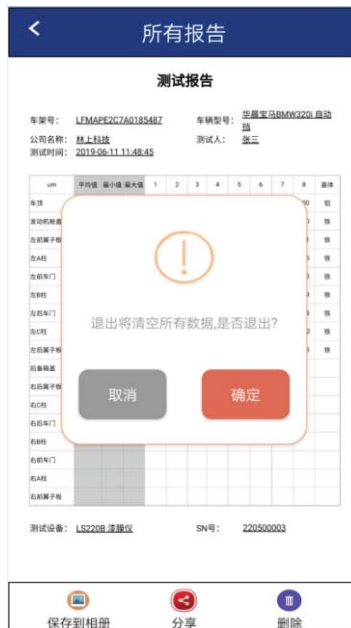 所有报告
测试报告
车架号： LFMAPE2C7A0185487 车辆型号： 华晨宝马BMW320i 自动挡
公司名称： 林上科技 测试人： 张三
测试时间： 2019-06-11 11:48:45
um 平均值 最小值 最大值 1 2 3 4 5 6 7 8 基体
车顶 铝
发动机舱盖 铁
左前翼子板 铁
左A柱 铁
左前车门 铁
左B柱 铁
左后车门 铁
左C柱 铁
左后翼子板 铁
后备箱盖
右后翼子板
右C柱
右后车门
右B柱
右前车门
右A柱
右前翼子板
退出将清空所有数据,是否退出?
取消 确定
测试设备： LS220B 漆膜仪 SN号： 220500003
保存到相册 分享 删除